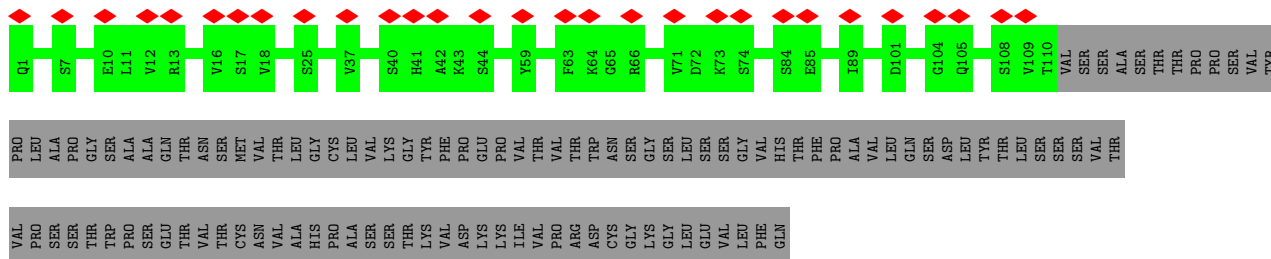 Q1 S7 E10 L11 V12 R13 V16 S17 V18 S25 V37 S40 H41 A42 K43 S44 Y59 F63 K64 G65 R66 V71 D72 K73 S74 S84 E85 I89 D101 G104 Q105 S108 V109 T110 VAL SER SER ALA SER THR THR PRO PRO SER VAL TYR
PRO LEU ALA PRO GLY SER ALA ALA GLN THR ASN SER MET VAL THR LEU GLY CYS LEU VAL LYS GLY TYR PHE PRO GLU PRO VAL THR VAL THR TRP ASN SER GLY SER LEU SER SER GLY VAL HIS THR PHE PRO ALA VAL LEU GLN SER ASP LEU TYR THR LEU SER SER SER VAL THR
VAL PRO SER SER THR TRP PRO SER GLU THR VAL THR CYS ASN VAL ALA HIS PRO ALA SER SER THR LYS VAL ASP LYS LYS ILE VAL PRO ARG ASP CYS GLY LYS GLY LEU GLU VAL LEU PHE GLN